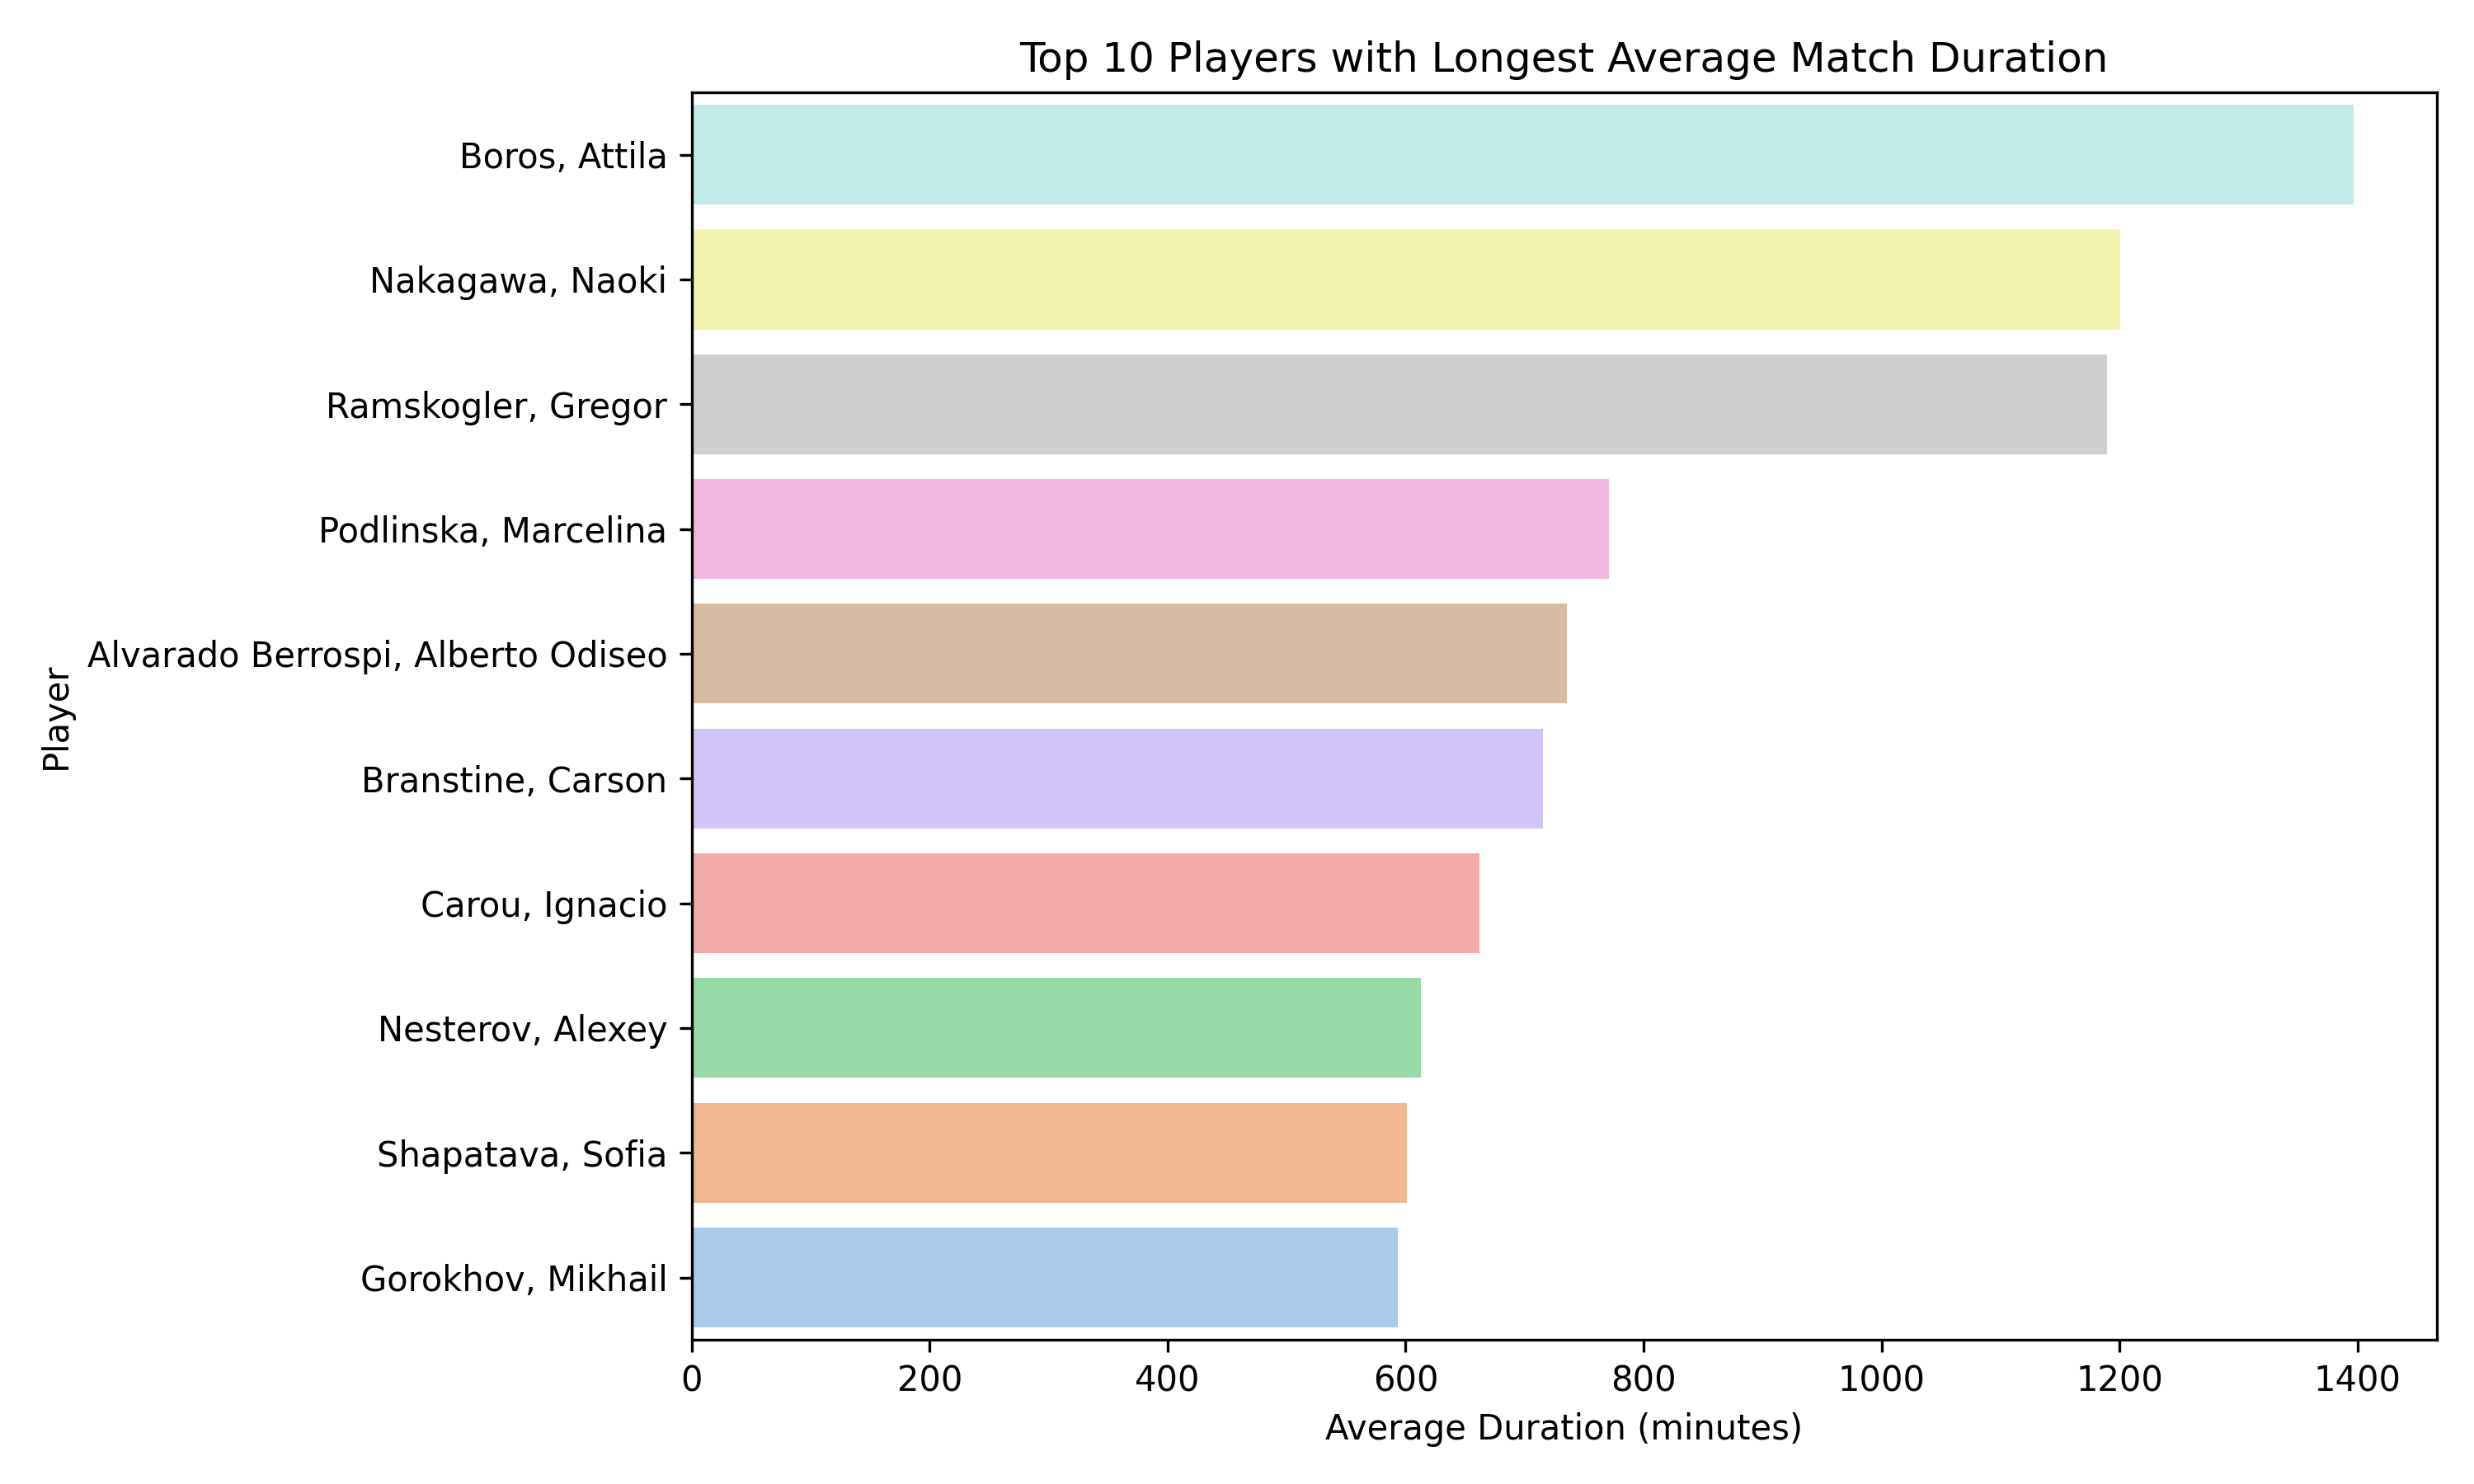 Top 10 Players with Longest Average Match Duration
Player
Boros, Attila
Nakagawa, Naoki
Ramskogler, Gregor
Podlinska, Marcelina
Alvarado Berrospi, Alberto Odiseo
Branstine, Carson
Carou, Ignacio
Nesterov, Alexey
Shapatava, Sofia
Gorokhov, Mikhail
0 200 400 600 800 1000 1200 1400
Average Duration (minutes)